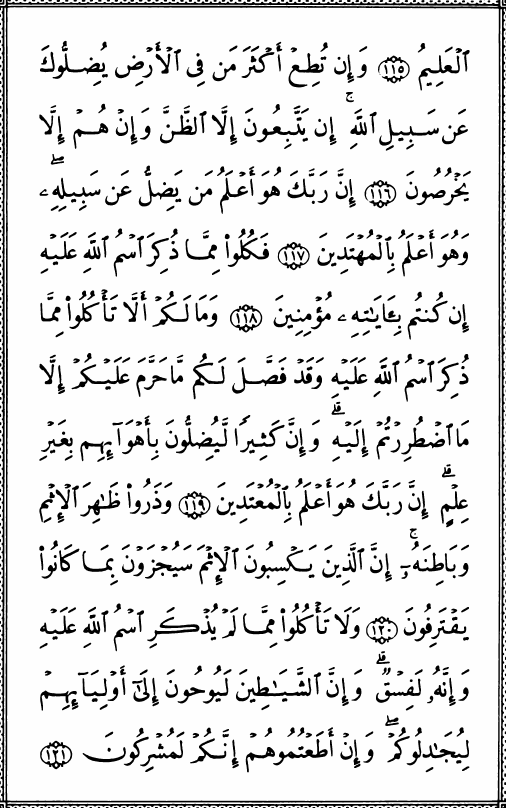 ٱلْعَلِيمُ ١١٥ وَإِن تُطِعْ أَكْثَرَ مَن فِى ٱلْأَرْضِ يُضِلُّوكَ
عَن سَبِيلِ ٱللَّهِ ۚ إِن يَتَّبِعُونَ إِلَّا ٱلظَّنَّ وَإِنْ هُمْ إِلَّا
يَخْرُصُونَ ١١٦ إِنَّ رَبَّكَ هُوَ أَعْلَمُ مَن يَضِلُّ عَن سَبِيلِهِۦ ۖ
وَهُوَ أَعْلَمُ بِٱلْمُهْتَدِينَ ١١٧ فَكُلُوا۟ مِمَّا ذُكِرَ ٱسْمُ ٱللَّهِ عَلَيْهِ
إِن كُنتُم بِـَٔايَـٰتِهِۦ مُؤْمِنِينَ ١١٨ وَمَا لَكُمْ أَلَّا تَأْكُلُوا۟ مِمَّا
ذُكِرَ ٱسْمُ ٱللَّهِ عَلَيْهِ وَقَدْ فَصَّلَ لَكُم مَّا حَرَّمَ عَلَيْكُمْ إِلَّا
مَا ٱضْطُرِرْتُمْ إِلَيْهِ ۗ وَإِنَّ كَثِيرًا لَّيُضِلُّونَ بِأَهْوَآئِهِم بِغَيْرِ
عِلْمٍ ۗ إِنَّ رَبَّكَ هُوَ أَعْلَمُ بِٱلْمُعْتَدِينَ ١١٩ وَذَرُوا۟ ظَـٰهِرَ ٱلْإِثْمِ
وَبَاطِنَهُۥٓ ۚ إِنَّ ٱلَّذِينَ يَكْسِبُونَ ٱلْإِثْمَ سَيُجْزَوْنَ بِمَا كَانُوا۟
يَقْتَرِفُونَ ١٢٠ وَلَا تَأْكُلُوا۟ مِمَّا لَمْ يُذْكَرِ ٱسْمُ ٱللَّهِ عَلَيْهِ
وَإِنَّهُۥ لَفِسْقٌ ۗ وَإِنَّ ٱلشَّيَـٰطِينَ لَيُوحُونَ إِلَىٰٓ أَوْلِيَآئِهِمْ
لِيُجَـٰدِلُوكُمْ ۖ وَإِنْ أَطَعْتُمُوهُمْ إِنَّكُمْ لَمُشْرِكُونَ ١٢١